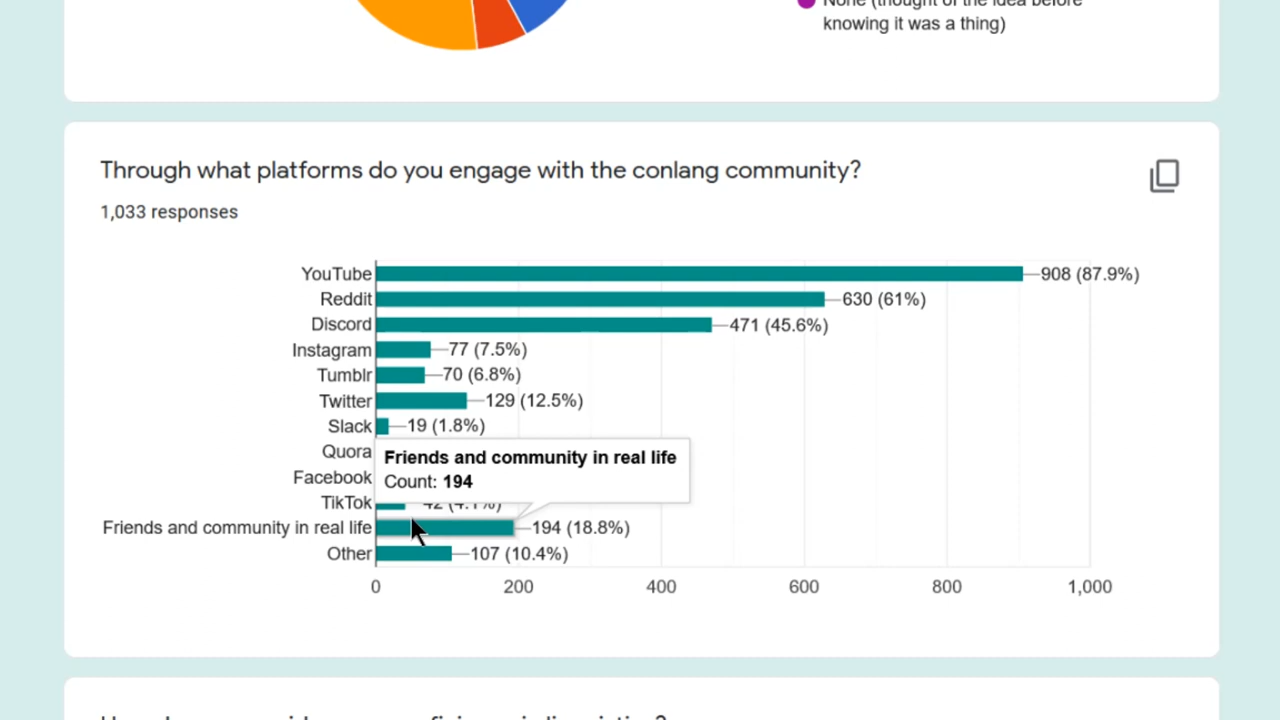 None (thought of the idea before
knowing it was a thing)
Through what platforms do you engage with the conlang community?
1,033 responses
YouTube 908 (87.9%)
Reddit 630 (61%)
Discord 471 (45.6%)
Instagram 77 (7.5%)
Tumblr 70 (6.8%)
Twitter 129 (12.5%)
Slack 19 (1.8%)
Quora
Friends and community in real life
Facebook
Count: 194
TikTok 42 (4.1%)
Friends and community in real life 194 (18.8%)
Other 107 (10.4%)
0 200 400 600 800 1,000